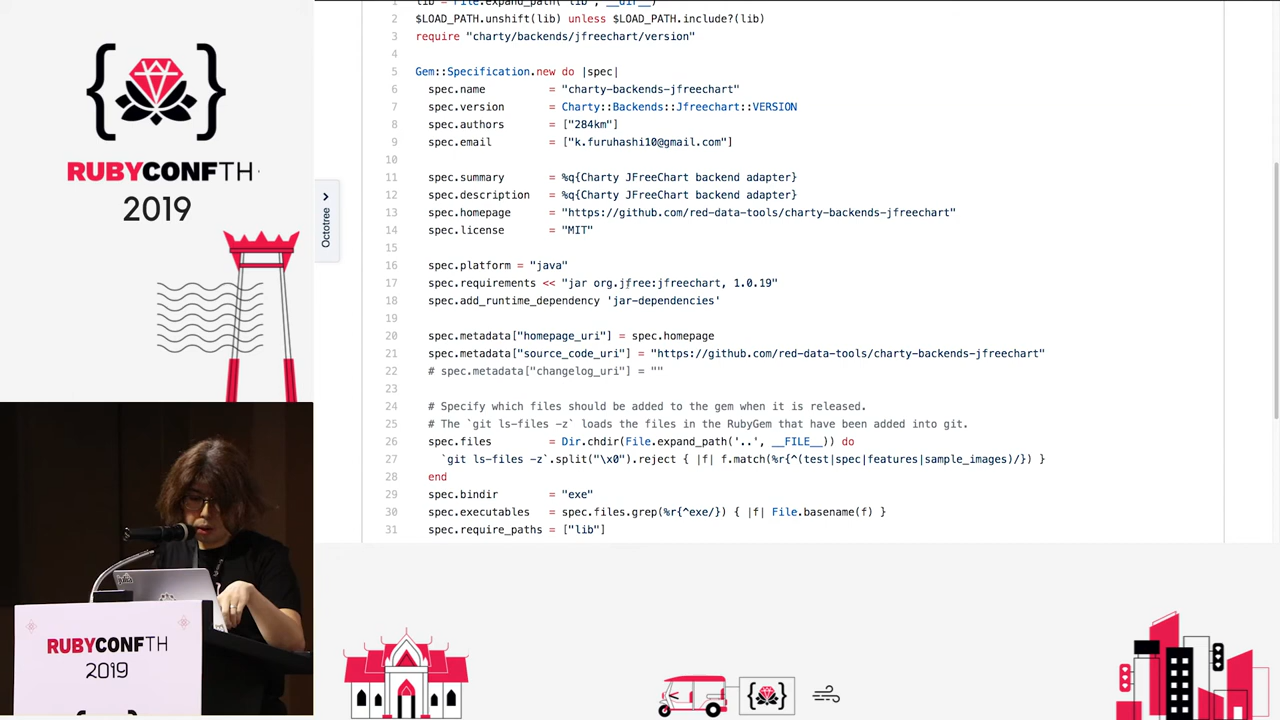 RUBYCONFTH
2019
Octotree
1 lib = File.expand_path('lib', __dir__)
2 $LOAD_PATH.unshift(lib) unless $LOAD_PATH.include?(lib)
3 require "charty/backends/jfreechart/version"
4
5 Gem::Specification.new do |spec|
6 spec.name = "charty-backends-jfreechart"
7 spec.version = Charty::Backends::Jfreechart::VERSION
8 spec.authors = ["284km"]
9 spec.email = ["k.furuhashi10@gmail.com"]
10
11 spec.summary = %q{Charty JFreeChart backend adapter}
12 spec.description = %q{Charty JFreeChart backend adapter}
13 spec.homepage = "https://github.com/red-data-tools/charty-backends-jfreechart"
14 spec.license = "MIT"
15
16 spec.platform = "java"
17 spec.requirements << "jar org.jfree:jfreechart, 1.0.19"
18 spec.add_runtime_dependency 'jar-dependencies'
19
20 spec.metadata["homepage_uri"] = spec.homepage
21 spec.metadata["source_code_uri"] = "https://github.com/red-data-tools/charty-backends-jfreechart"
22 # spec.metadata["changelog_uri"] = ""
23
24 # Specify which files should be added to the gem when it is released.
25 # The `git ls-files -z` loads the files in the RubyGem that have been added into git.
26 spec.files = Dir.chdir(File.expand_path('..', __FILE__)) do
27 `git ls-files -z`.split("\x0").reject { |f| f.match(%r{^(test|spec|features|sample_images)/}) }
28 end
29 spec.bindir = "exe"
30 spec.executables = spec.files.grep(%r{^exe/}) { |f| File.basename(f) }
31 spec.require_paths = ["lib"]
RUBYCONFTH
2019